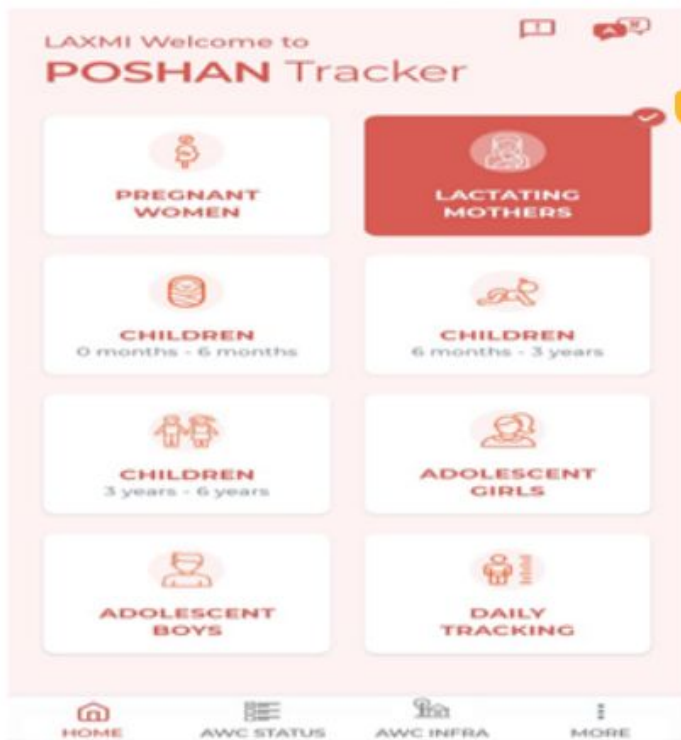 LAXMI Welcome to
POSHAN Tracker
PREGNANT
WOMEN
LACTATING
MOTHERS
CHILDREN
0 months - 6 months
CHILDREN
6 months - 3 years
CHILDREN
3 years - 6 years
ADOLESCENT
GIRLS
ADOLESCENT
BOYS
DAILY
TRACKING
HOME
AWC STATUS
AWC INFRA
MORE